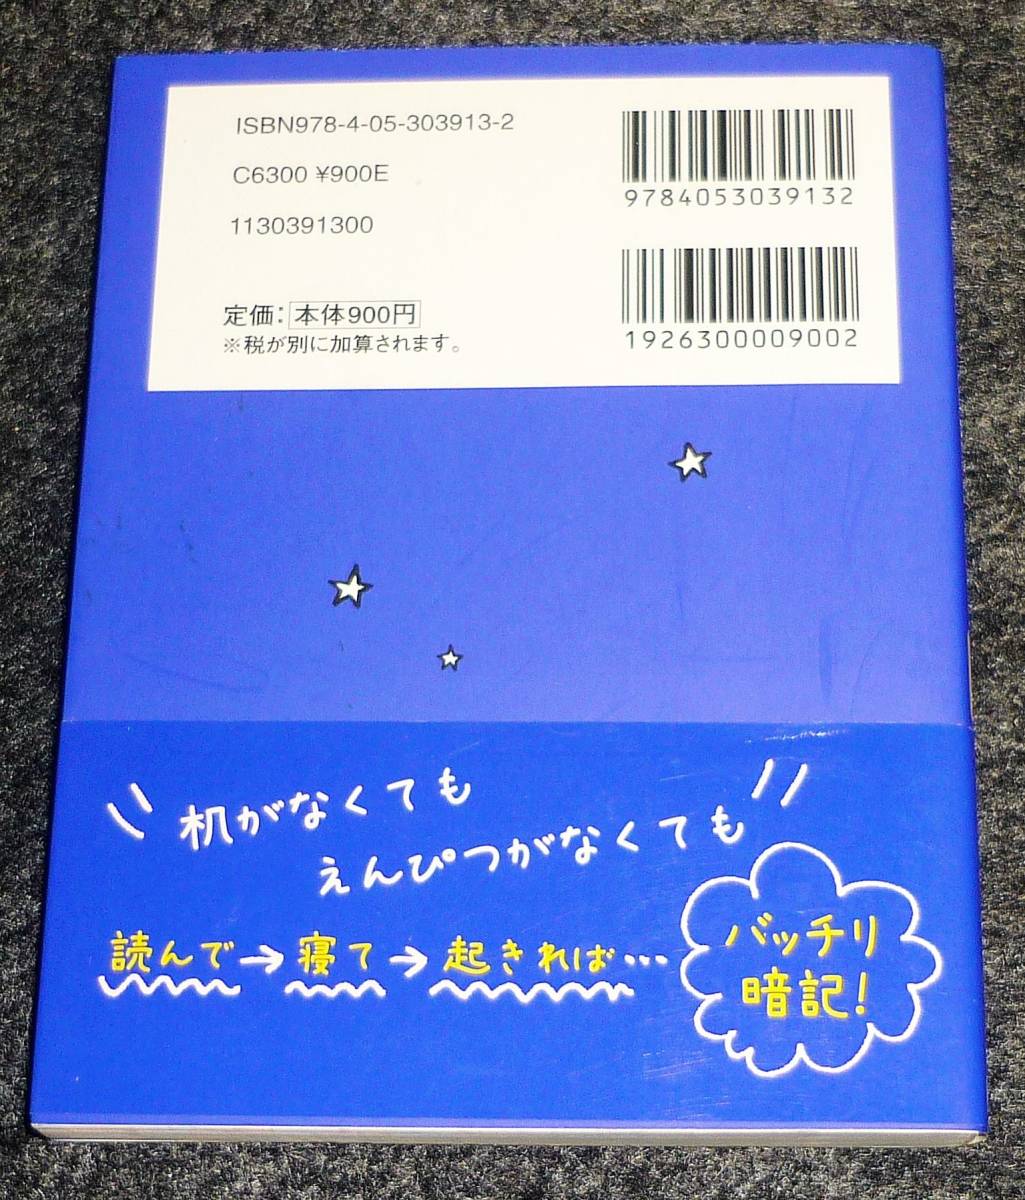 ISBN978-4-05-303913-2
C6300 ¥900E
1130391300
定価：本体900円
※税が別に加算されます。
9784053039132
1926300009002
机がなくても
えんぴつがなくても
読んで→寝て→起きれば…
バッチリ
暗記！